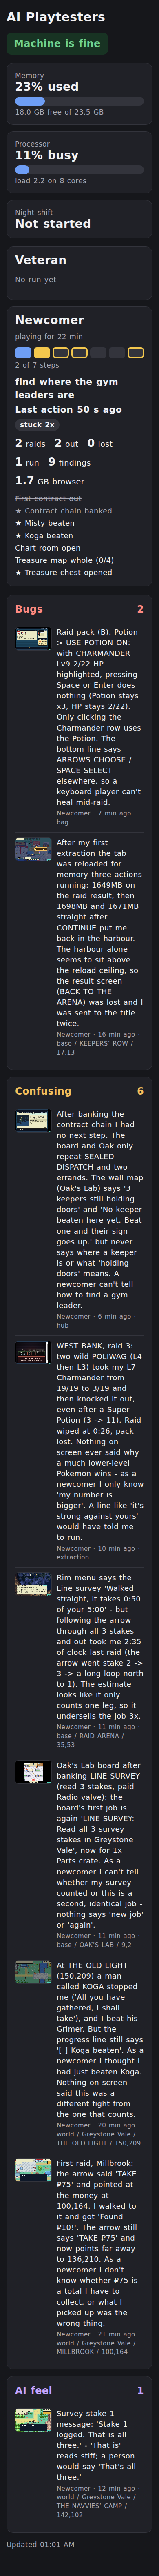 AI Playtesters
Machine is fine
Memory
23% used
18.0 GB free of 23.5 GB
Processor
11% busy
load 2.2 on 8 cores
Night shift
Not started
Veteran
No run yet
Newcomer
playing for 22 min
2 of 7 steps
find where the gym
leaders are
Last action 50 s ago
stuck 2x
2 raids 2 out 0 lost
1 run 9 findings
1.7 GB browser
First contract out
★ Contract chain banked
★ Misty beaten
★ Koga beaten
Chart room open
Treasure map whole (0/4)
★ Treasure chest opened
Bugs 2
Raid pack (B), Potion
> USE POTION ON:
with CHARMANDER
Lv9 2/22 HP
highlighted, pressing
Space or Enter does
nothing (Potion stays
x3, HP stays 2/22).
Only clicking the
Charmander row uses
the Potion. The
bottom line says
ARROWS CHOOSE /
SPACE SELECT
elsewhere, so a
keyboard player can't
heal mid-raid.
Newcomer · 7 min ago ·
bag
After my first
extraction the tab
was reloaded for
memory three actions
running: 1649MB on
the raid result, then
1698MB and 1671MB
straight after
CONTINUE put me
back in the harbour.
The harbour alone
seems to sit above
the reload ceiling, so
the result screen
(BACK TO THE
ARENA) was lost and I
was sent to the title
twice.
Newcomer · 16 min ago ·
base / KEEPERS' ROW /
17,13
Confusing 6
After banking the
contract chain I had
no next step. The
board and Oak only
repeat SEALED
DISPATCH and two
errands. The wall map
(Oak's Lab) says '3
keepers still holding
doors' and 'No keeper
beaten here yet. Beat
one and their sign
goes up.' but never
says where a keeper
is or what 'holding
doors' means. A
newcomer can't tell
how to find a gym
leader.
Newcomer · 6 min ago ·
hub
WEST BANK, raid 3:
two wild POLIWAG (L4
then L3) took my L7
Charmander from
19/19 to 3/19 and
then knocked it out,
even after a Super
Potion (3 -> 11). Raid
wiped at 0:26, pack
lost. Nothing on
screen ever said why
a much lower-level
Pokemon wins - as a
newcomer I only know
'my number is
bigger'. A line like 'it's
strong against yours'
would have told me
to run.
Newcomer · 10 min ago ·
extraction
Rim menu says the
Line survey 'Walked
straight, it takes 0:50
of your 5:00' - but
following the arrow
through all 3 stakes
and out took me 2:35
of clock last raid (the
arrow went stake 2 ->
3 -> a long loop north
to 1). The estimate
looks like it only
counts one leg, so it
undersells the job 3x.
Newcomer · 11 min ago ·
base / RAID ARENA /
35,53
Oak's Lab board after
banking LINE SURVEY
(read 3 stakes, paid
Radio valve): the
board's first job is
again 'LINE SURVEY:
Read all 3 survey
stakes in Greystone
Vale', now for 1x
Parts crate. As a
newcomer I can't tell
whether my survey
counted or this is a
second, identical job -
nothing says 'new job'
or 'again'.
Newcomer · 11 min ago ·
base / OAK'S LAB / 9,2
At THE OLD LIGHT
(150,209) a man
called KOGA stopped
me ('All you have
gathered, I shall
take'), and I beat his
Grimer. But the
progress line still says
'[ ] Koga beaten'. As a
newcomer I thought I
had just beaten Koga.
Nothing on screen
said this was a
different fight from
the one that counts.
Newcomer · 20 min ago ·
world / Greystone Vale /
THE OLD LIGHT / 150,209
First raid, Millbrook:
the arrow said 'TAKE
₽75' and pointed at
the money at
100,164. I walked to
it and got 'Found
₽10!'. The arrow still
says 'TAKE ₽75' and
now points far away
to 136,210. As a
newcomer I don't
know whether ₽75 is
a total I have to
collect, or what I
picked up was the
wrong thing.
Newcomer · 21 min ago ·
world / Greystone Vale /
MILLBROOK / 100,164
AI feel 1
Survey stake 1
message: 'Stake 1
logged. That is all
three.' - 'That is'
reads stiff; a person
would say 'That's all
three.'
Newcomer · 12 min ago ·
world / Greystone Vale /
THE NAVVIES' CAMP /
142,102
Updated 01:01 AM